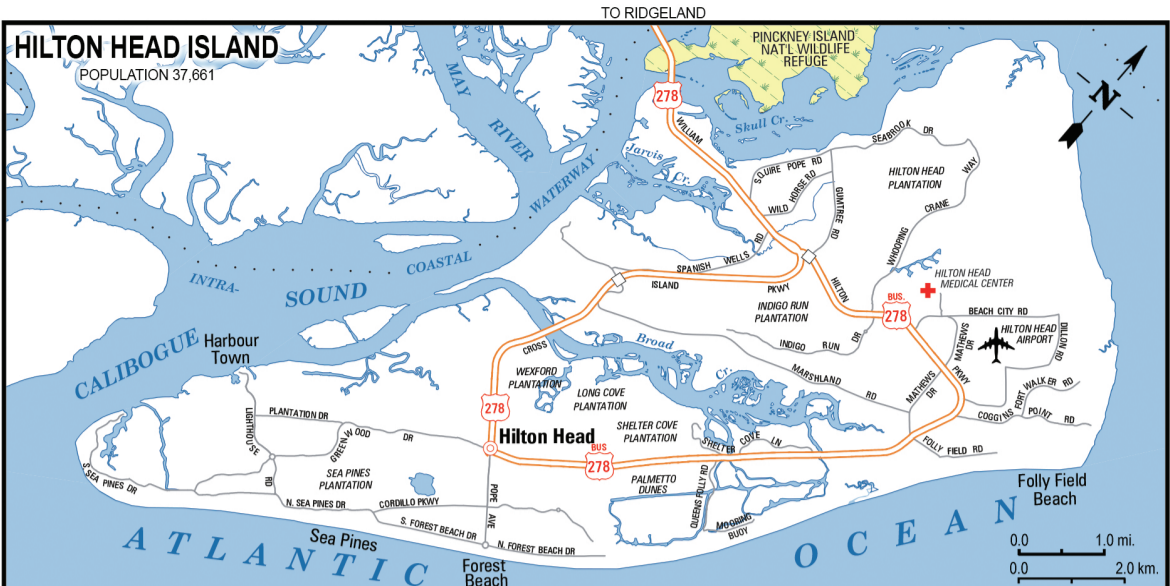 TO RIDGELAND
HILTON HEAD ISLAND
POPULATION 37,661
PINCKNEY ISLAND
NAT'L WILDLIFE
REFUGE
N
MAY
RIVER
278
WILLIAM
Skull Cr.
SEABROOK DR
Jarvis
Cr.
SQUIRE POPE RD
WILD HORSE RD
GUMTREE RD
HILTON HEAD
PLANTATION
WHOOPING CRANE WAY
WATERWAY
COASTAL
INTRA-
SOUND
CALIBOGUE
SPANISH WELLS RD
ISLAND
PKWY
HILTON
INDIGO RUN
PLANTATION
HILTON HEAD
MEDICAL CENTER
BUS.
278
BEACH CITY RD
HILTON HEAD
AIRPORT
DILLON RD
MATHEWS
DR
INDIGO RUN DR
CROSS
Broad
Cr.
Harbour
Town
WEXFORD
PLANTATION
LONG COVE
PLANTATION
MARSHLAND RD
MATHEWS
DR
PKWY
FORT WALKER RD
COGGINS POINT RD
278
PLANTATION DR
LIGHTHOUSE
RD
GREENWOOD DR
Hilton Head
SHELTER COVE
PLANTATION
SHELTER COVE LN
BUS
278
FOLLY FIELD RD
SEA PINES
PLANTATION
S. SEA PINES DR
N. SEA PINES DR
CORDILLO PKWY
POPE
AVE
PALMETTO
DUNES
QUEENS FOLLY RD
MOORING
BUOY
Folly Field
Beach
S. FOREST BEACH DR
N. FOREST BEACH DR
Sea Pines
Forest
Beach
ATLANTIC
OCEAN
0.0 1.0 mi.
0.0 2.0 km.